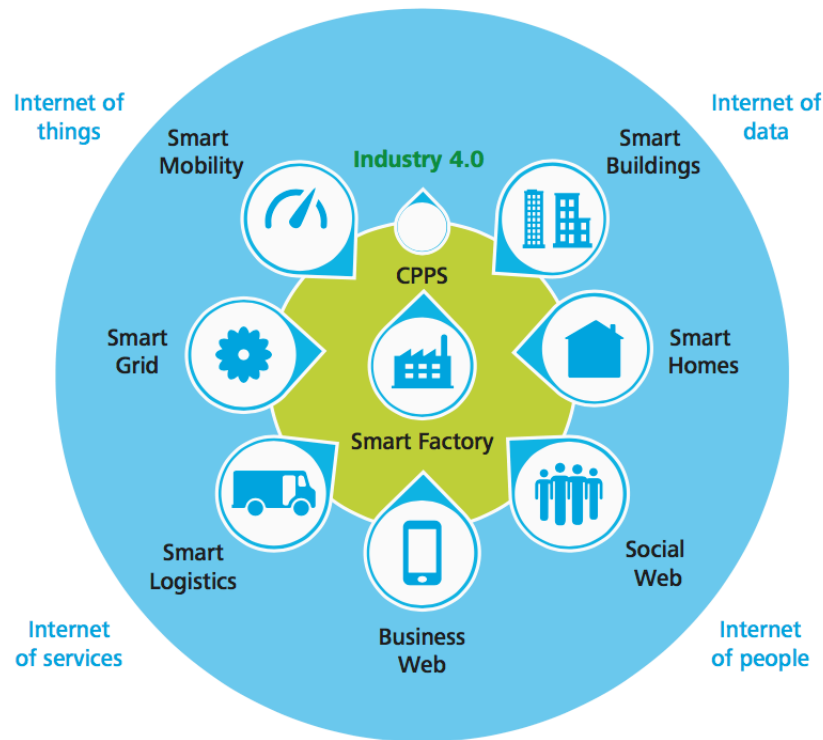 Internet of
things
Internet of
data
Smart
Mobility
Industry 4.0
Smart
Buildings
CPPS
Smart
Grid
Smart
Homes
Smart Factory
Smart
Logistics
Social
Web
Business
Web
Internet
of services
Internet
of people